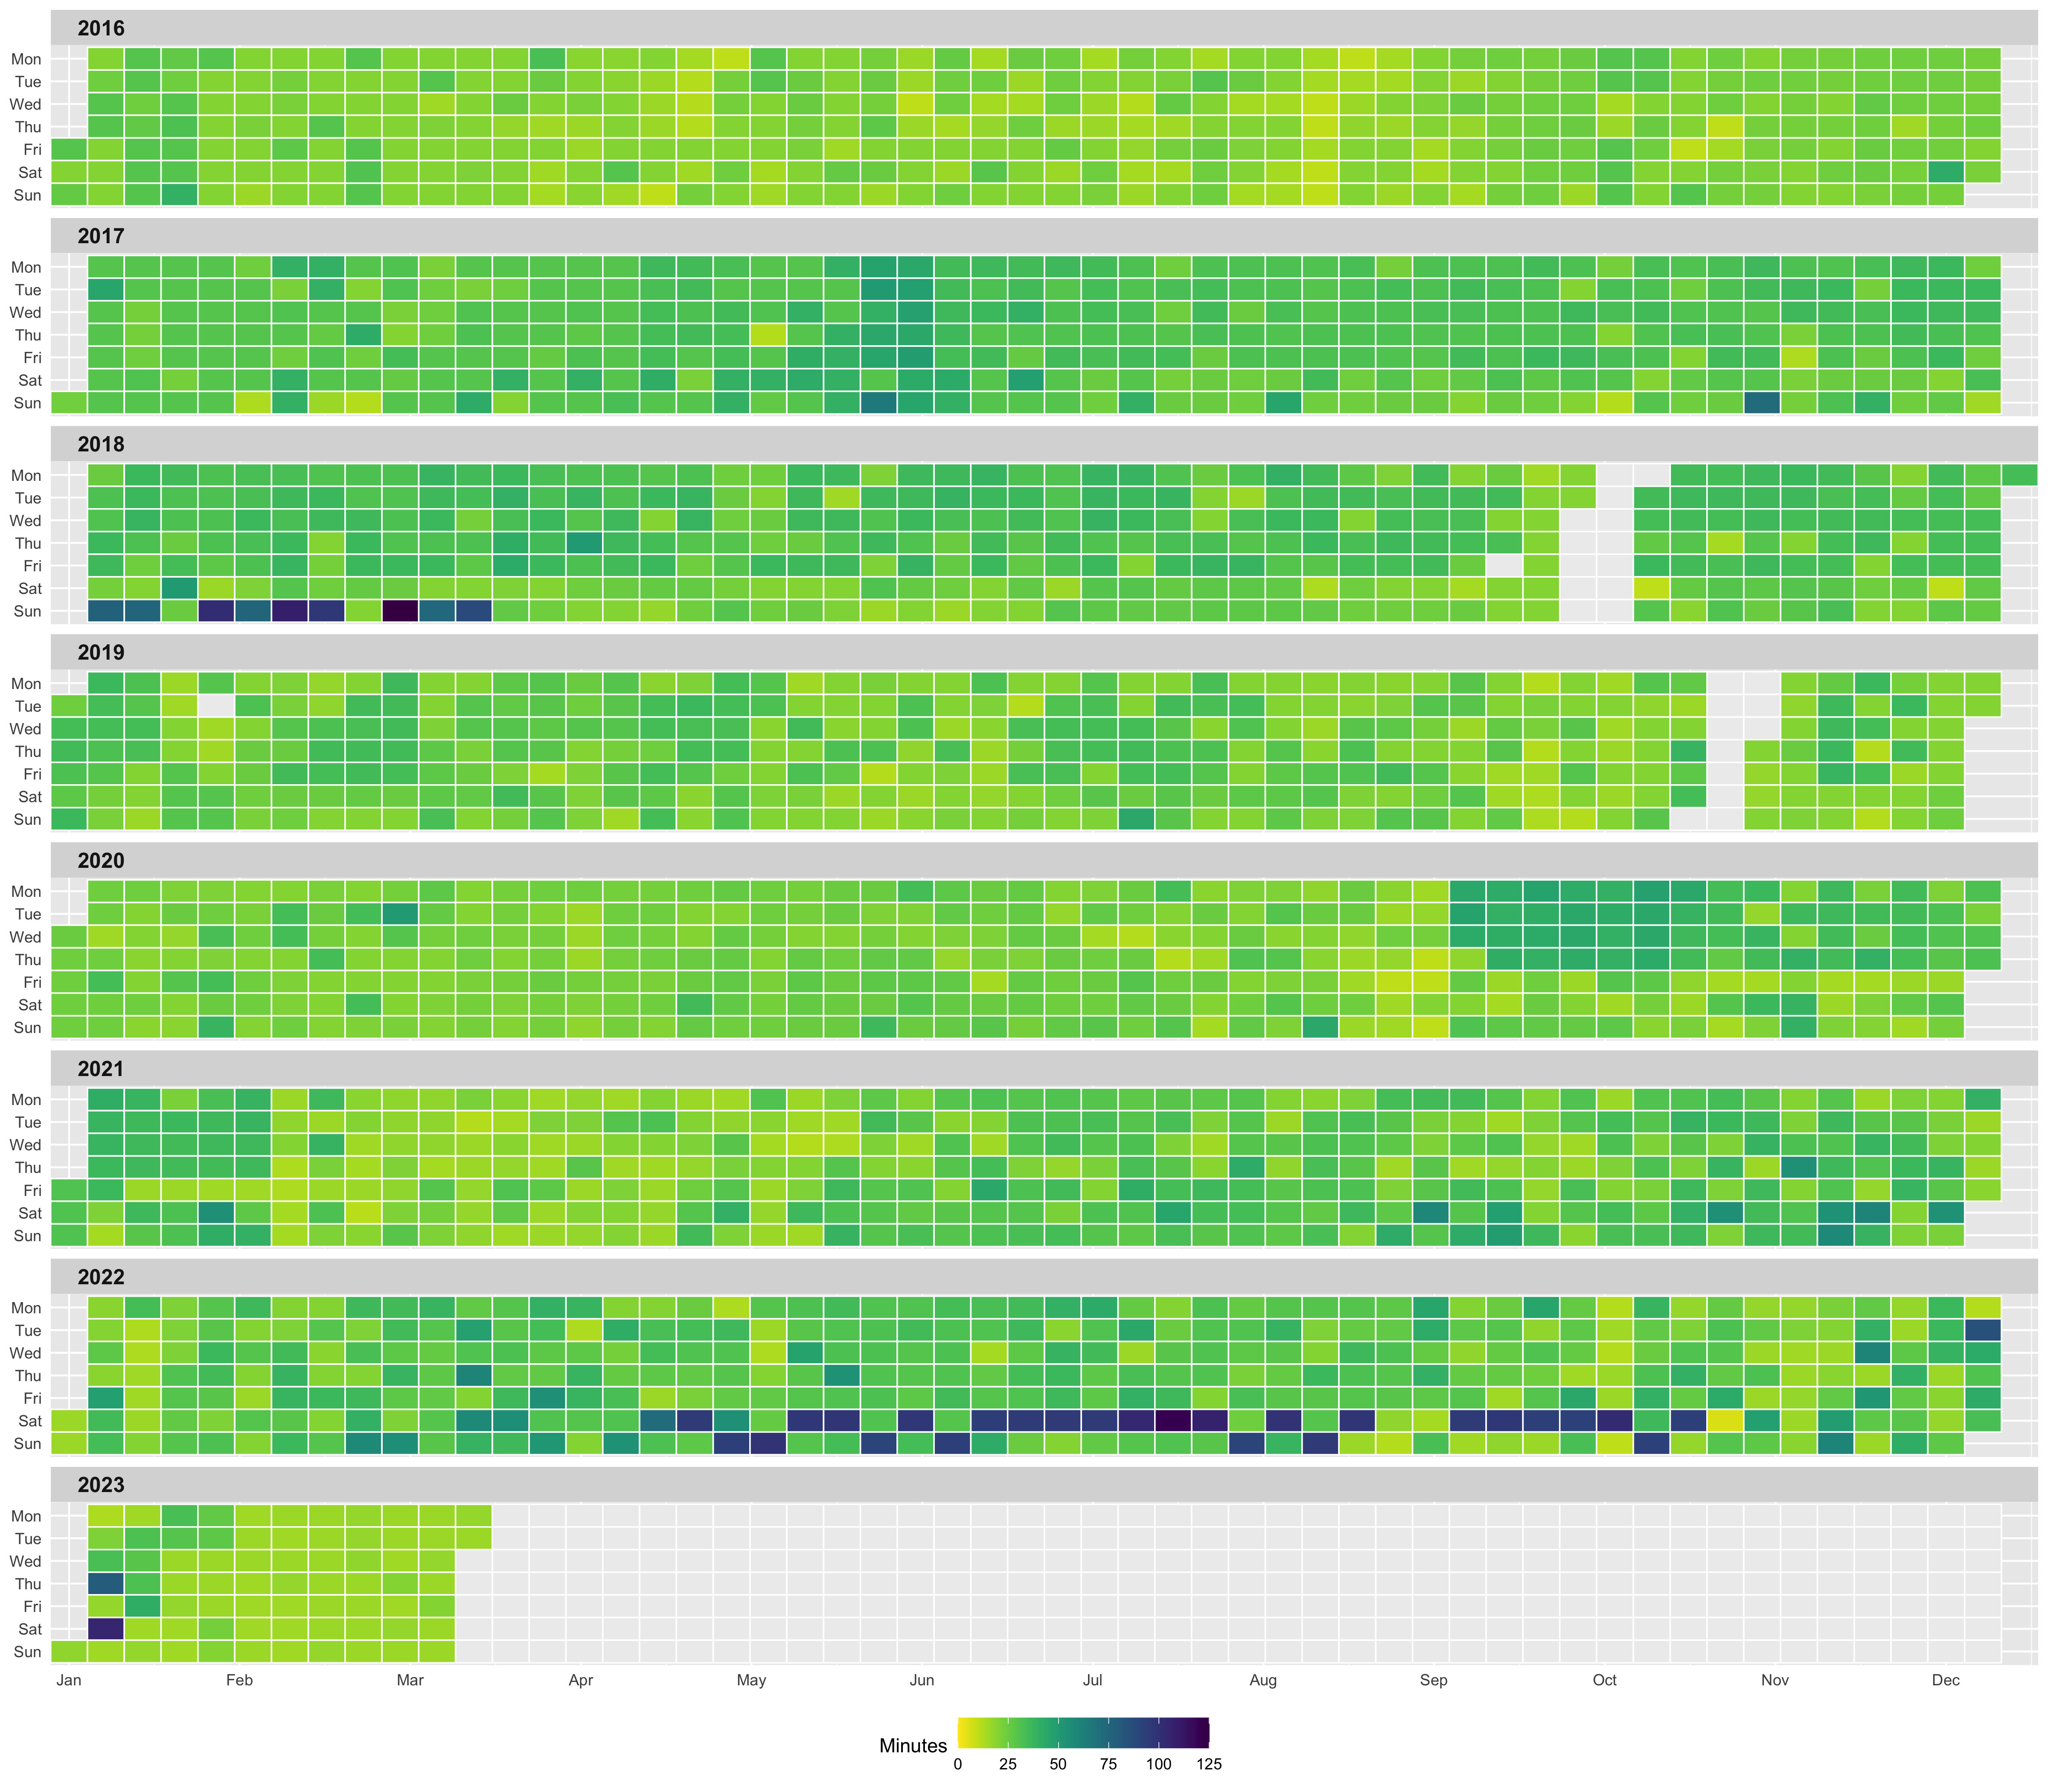 2016
Mon
Tue
Wed
Thu
Fri
Sat
Sun
2017
Mon
Tue
Wed
Thu
Fri
Sat
Sun
2018
Mon
Tue
Wed
Thu
Fri
Sat
Sun
2019
Mon
Tue
Wed
Thu
Fri
Sat
Sun
2020
Mon
Tue
Wed
Thu
Fri
Sat
Sun
2021
Mon
Tue
Wed
Thu
Fri
Sat
Sun
2022
Mon
Tue
Wed
Thu
Fri
Sat
Sun
2023
Mon
Tue
Wed
Thu
Fri
Sat
Sun
Jan Feb Mar Apr May Jun Jul Aug Sep Oct Nov Dec
Minutes
0 25 50 75 100 125